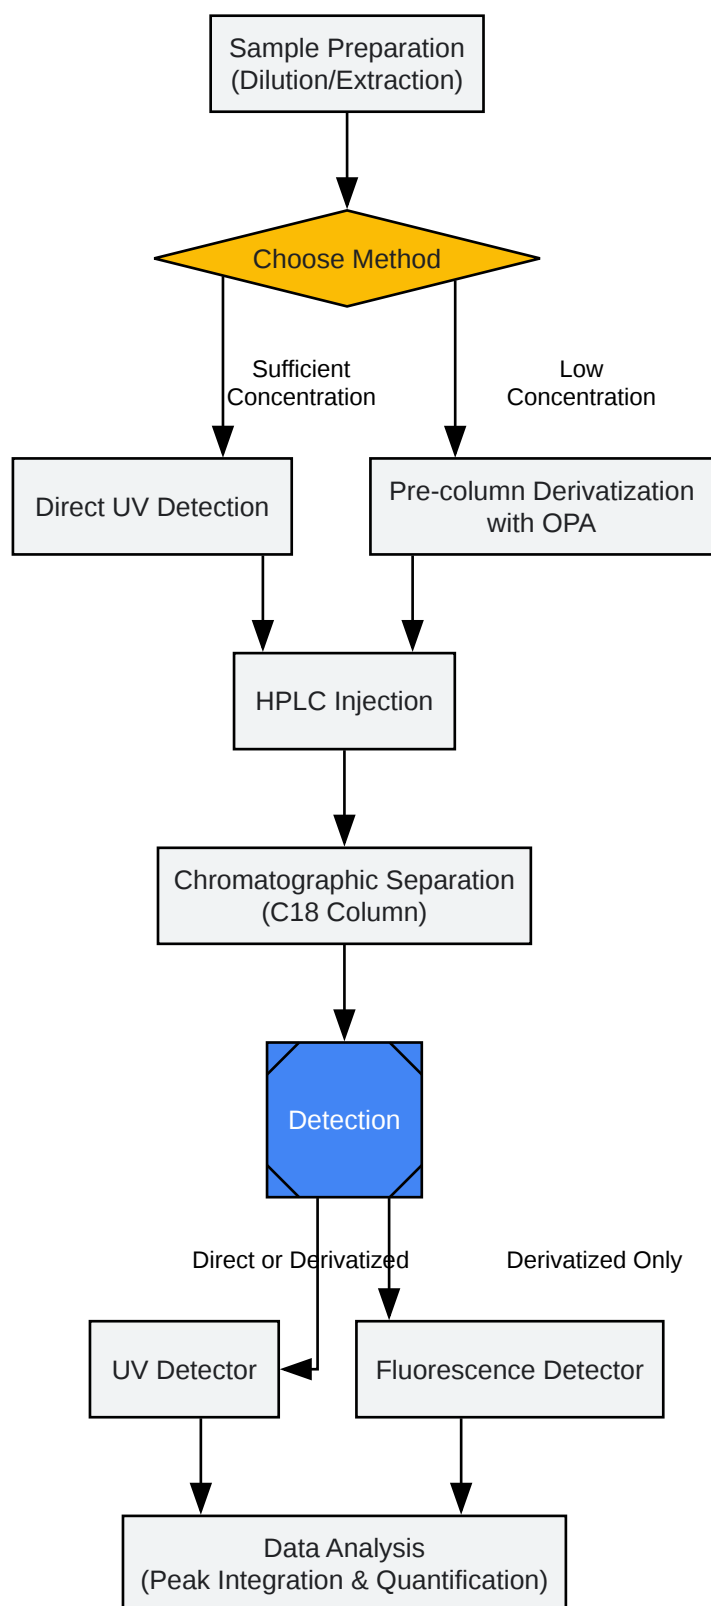 Sample Preparation
(Dilution/Extraction)
Choose Method
Sufficient
Concentration
Low
Concentration
Direct UV Detection
Pre-column Derivatization
with OPA
HPLC Injection
Chromatographic Separation
(C18 Column)
Detection
Direct or Derivatized
Derivatized Only
UV Detector
Fluorescence Detector
Data Analysis
(Peak Integration & Quantification)